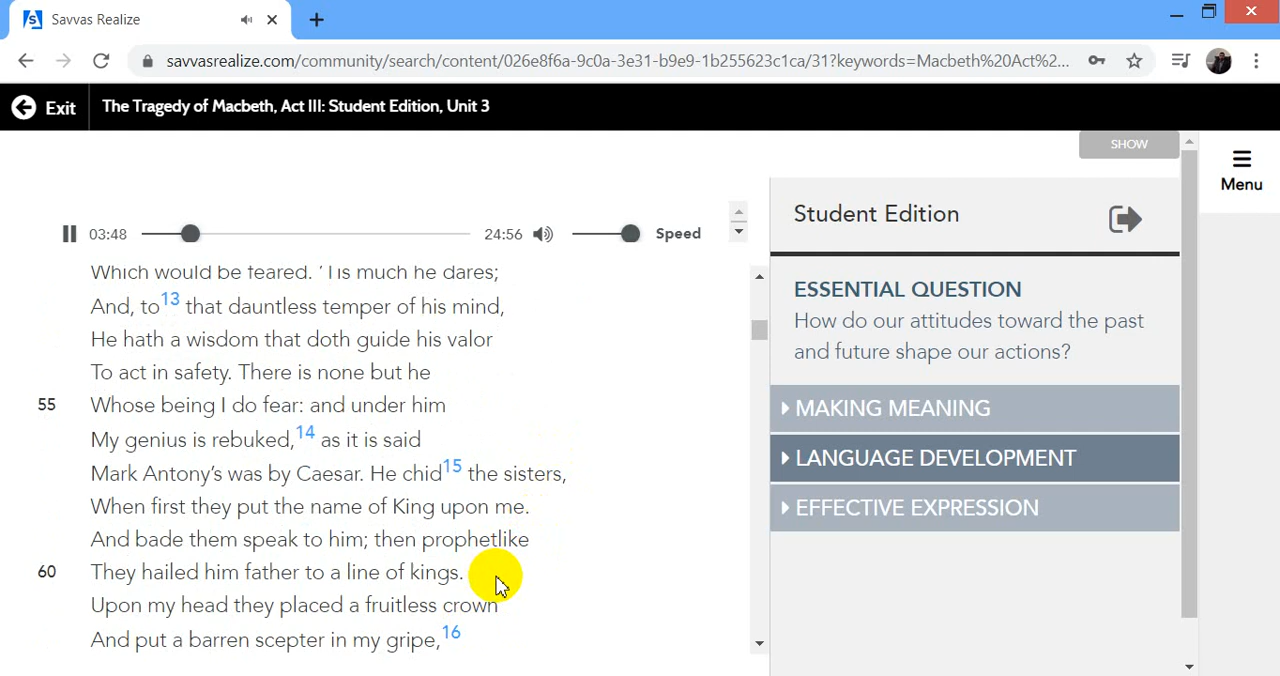 Savvas Realize
savvasrealize.com/community/search/content/026e8f6a-9c0a-3e31-b9e9-1b255623c1ca/31?keywords=Macbeth%20Act%2...
Exit
The Tragedy of Macbeth, Act III: Student Edition, Unit 3
SHOW
Menu
03:48
24:56
Speed
Which would be feared. 'Tis much he dares;
And, to13 that dauntless temper of his mind,
He hath a wisdom that doth guide his valor
To act in safety. There is none but he
55 Whose being I do fear: and under him
My genius is rebuked,14 as it is said
Mark Antony's was by Caesar. He chid15 the sisters,
When first they put the name of King upon me.
And bade them speak to him; then prophetlike
60 They hailed him father to a line of kings.
Upon my head they placed a fruitless crown
And put a barren scepter in my gripe,16
Student Edition
ESSENTIAL QUESTION
How do our attitudes toward the past
and future shape our actions?
MAKING MEANING
LANGUAGE DEVELOPMENT
EFFECTIVE EXPRESSION